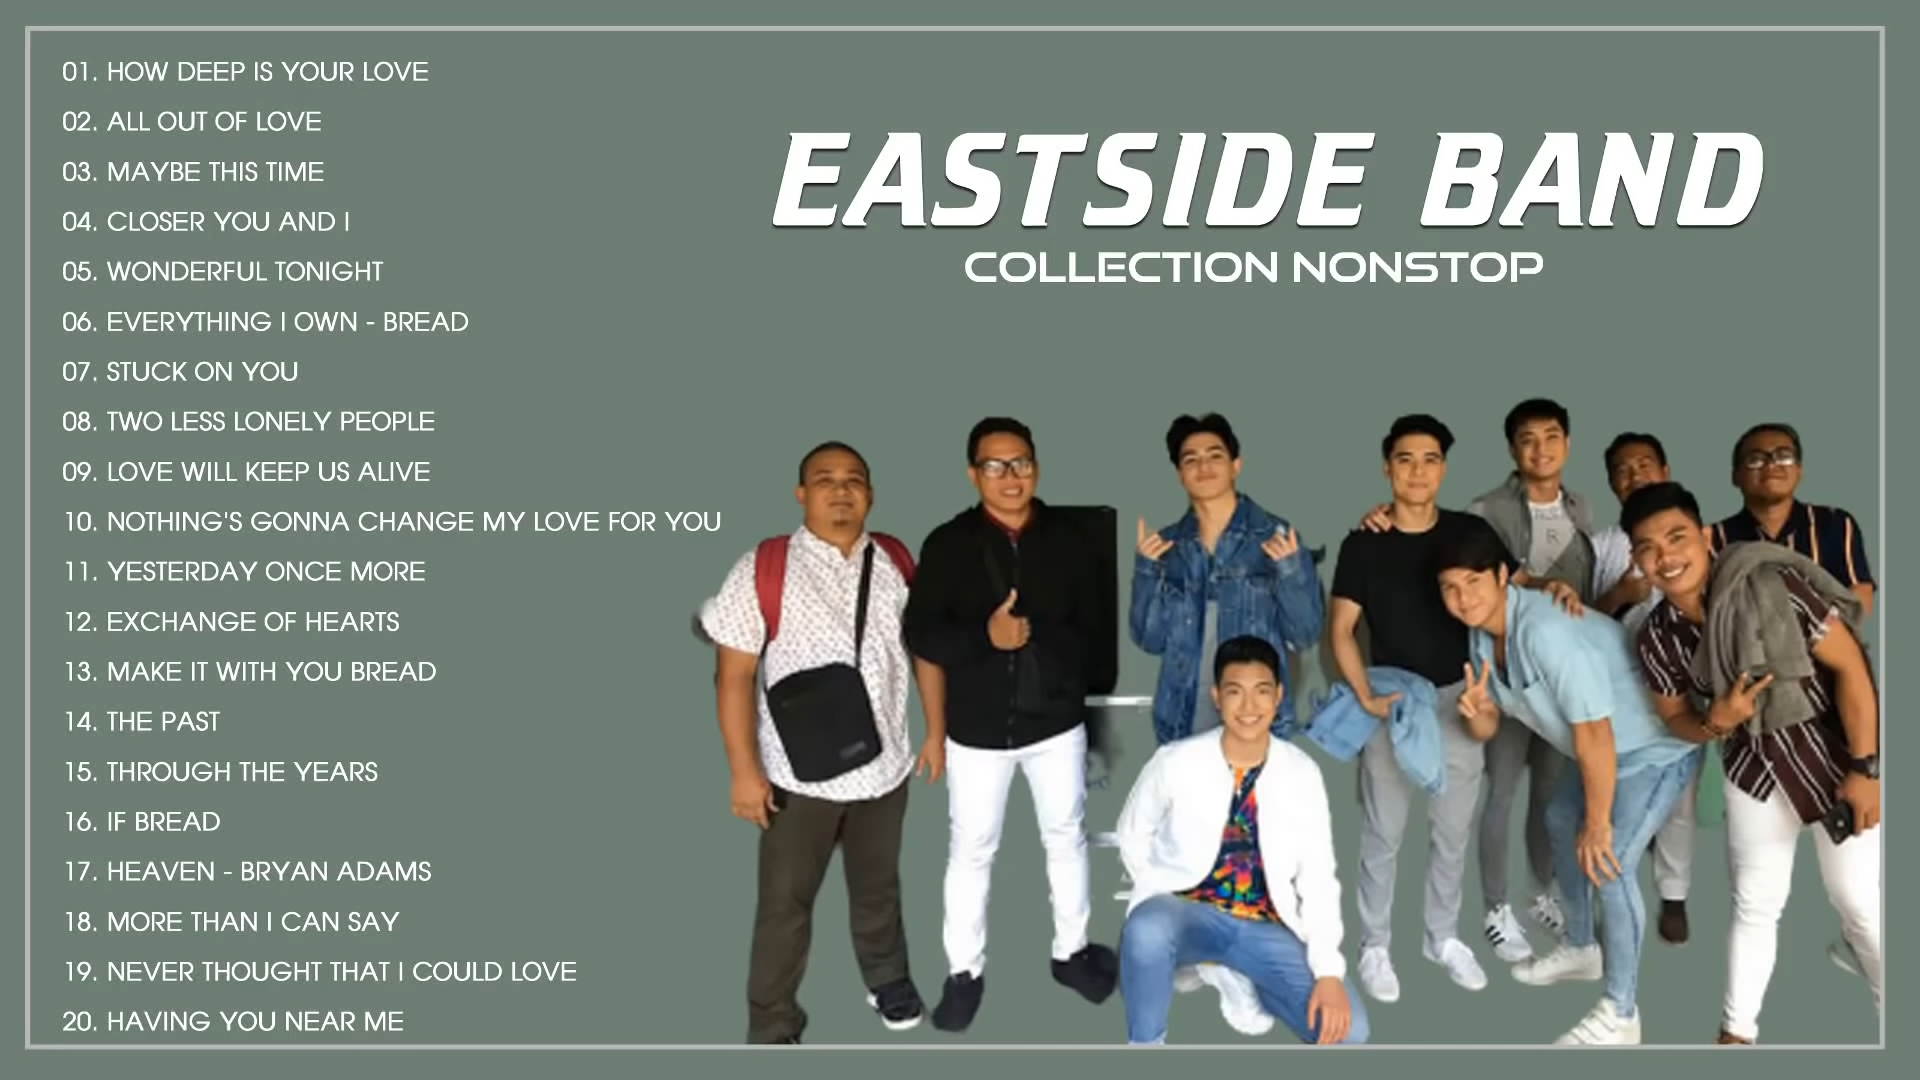 01. HOW DEEP IS YOUR LOVE
02. ALL OUT OF LOVE
03. MAYBE THIS TIME
04. CLOSER YOU AND I
05. WONDERFUL TONIGHT
06. EVERYTHING I OWN - BREAD
07. STUCK ON YOU
08. TWO LESS LONELY PEOPLE
09. LOVE WILL KEEP US ALIVE
10. NOTHING'S GONNA CHANGE MY LOVE FOR YOU
11. YESTERDAY ONCE MORE
12. EXCHANGE OF HEARTS
13. MAKE IT WITH YOU BREAD
14. THE PAST
15. THROUGH THE YEARS
16. IF BREAD
17. HEAVEN - BRYAN ADAMS
18. MORE THAN I CAN SAY
19. NEVER THOUGHT THAT I COULD LOVE
20. HAVING YOU NEAR ME
EASTSIDE BAND
COLLECTION NONSTOP